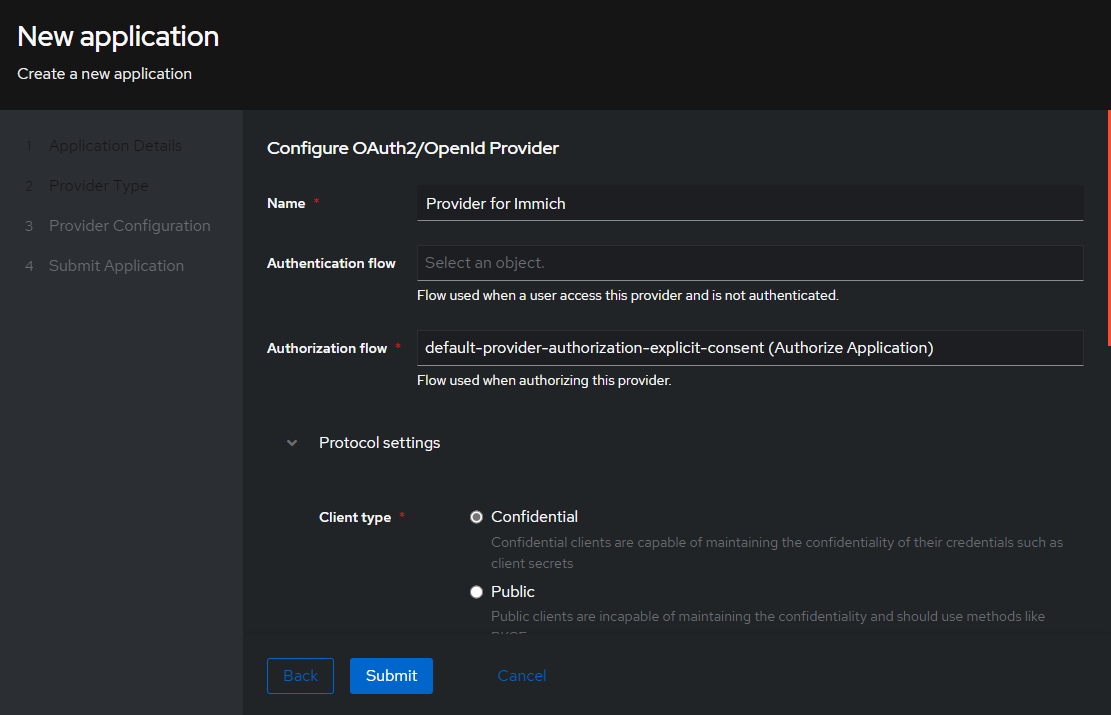 New application
Create a new application
1 Application Details
2 Provider Type
3 Provider Configuration
4 Submit Application
Configure OAuth2/OpenId Provider
Name *
Provider for Immich
Authentication flow
Select an object.
Flow used when a user access this provider and is not authenticated.
Authorization flow *
default-provider-authorization-explicit-consent (Authorize Application)
Flow used when authorizing this provider.
Protocol settings
Client type *
Confidential
Confidential clients are capable of maintaining the confidentiality of their credentials such as
client secrets
Public
Public clients are incapable of maintaining the confidentiality and should use methods like
Back
Submit
Cancel